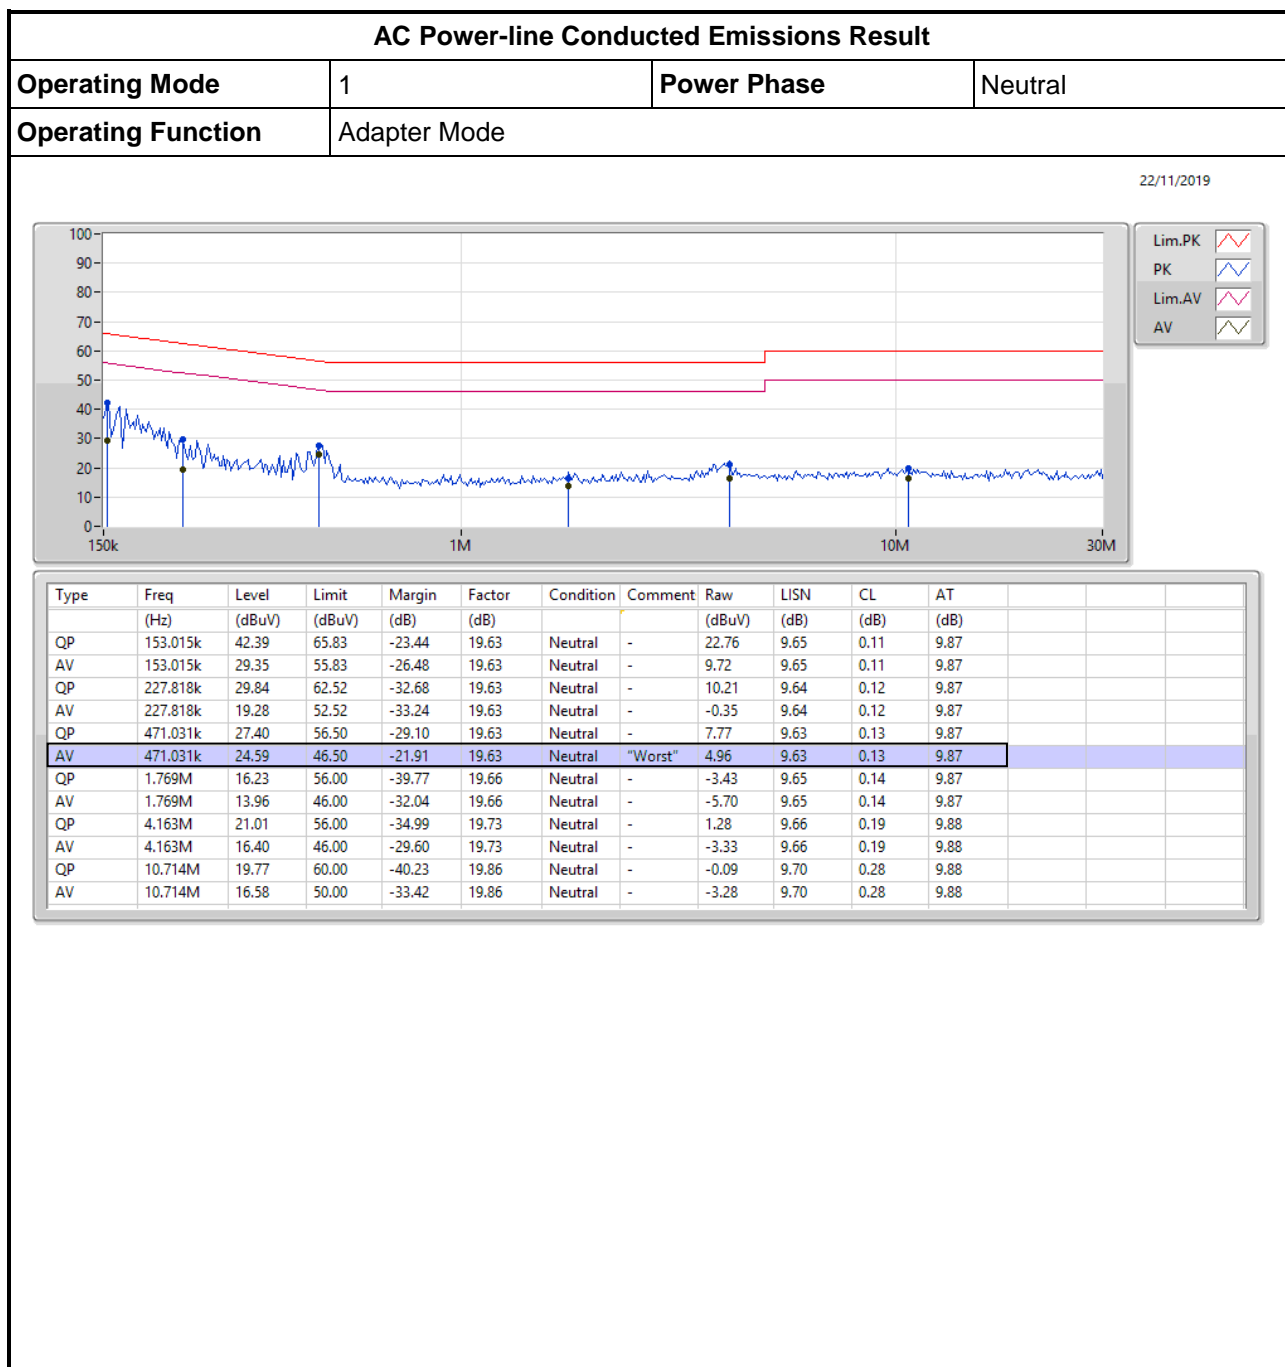 AC Power-line Conducted Emissions Result
Operating Mode 1 Power Phase Neutral
Operating Function Adapter Mode
22/11/2019
100
90
80
70
60
50
40
30
20
10
0
150k 1M 10M 30M
Lim.PK
PK
Lim.AV
AV
Type Freq Level Limit Margin Factor Condition Comment Raw LISN CL AT
(Hz) (dBuV) (dBuV) (dB) (dB) (dBuV) (dB) (dB) (dB)
QP 153.015k 42.39 65.83 -23.44 19.63 Neutral - 22.76 9.65 0.11 9.87
AV 153.015k 29.35 55.83 -26.48 19.63 Neutral - 9.72 9.65 0.11 9.87
QP 227.818k 29.84 62.52 -32.68 19.63 Neutral - 10.21 9.64 0.12 9.87
AV 227.818k 19.28 52.52 -33.24 19.63 Neutral - -0.35 9.64 0.12 9.87
QP 471.031k 27.40 56.50 -29.10 19.63 Neutral - 7.77 9.63 0.13 9.87
AV 471.031k 24.59 46.50 -21.91 19.63 Neutral "Worst" 4.96 9.63 0.13 9.87
QP 1.769M 16.23 56.00 -39.77 19.66 Neutral - -3.43 9.65 0.14 9.87
AV 1.769M 13.96 46.00 -32.04 19.66 Neutral - -5.70 9.65 0.14 9.87
QP 4.163M 21.01 56.00 -34.99 19.73 Neutral - 1.28 9.66 0.19 9.88
AV 4.163M 16.40 46.00 -29.60 19.73 Neutral - -3.33 9.66 0.19 9.88
QP 10.714M 19.77 60.00 -40.23 19.86 Neutral - -0.09 9.70 0.28 9.88
AV 10.714M 16.58 50.00 -33.42 19.86 Neutral - -3.28 9.70 0.28 9.88